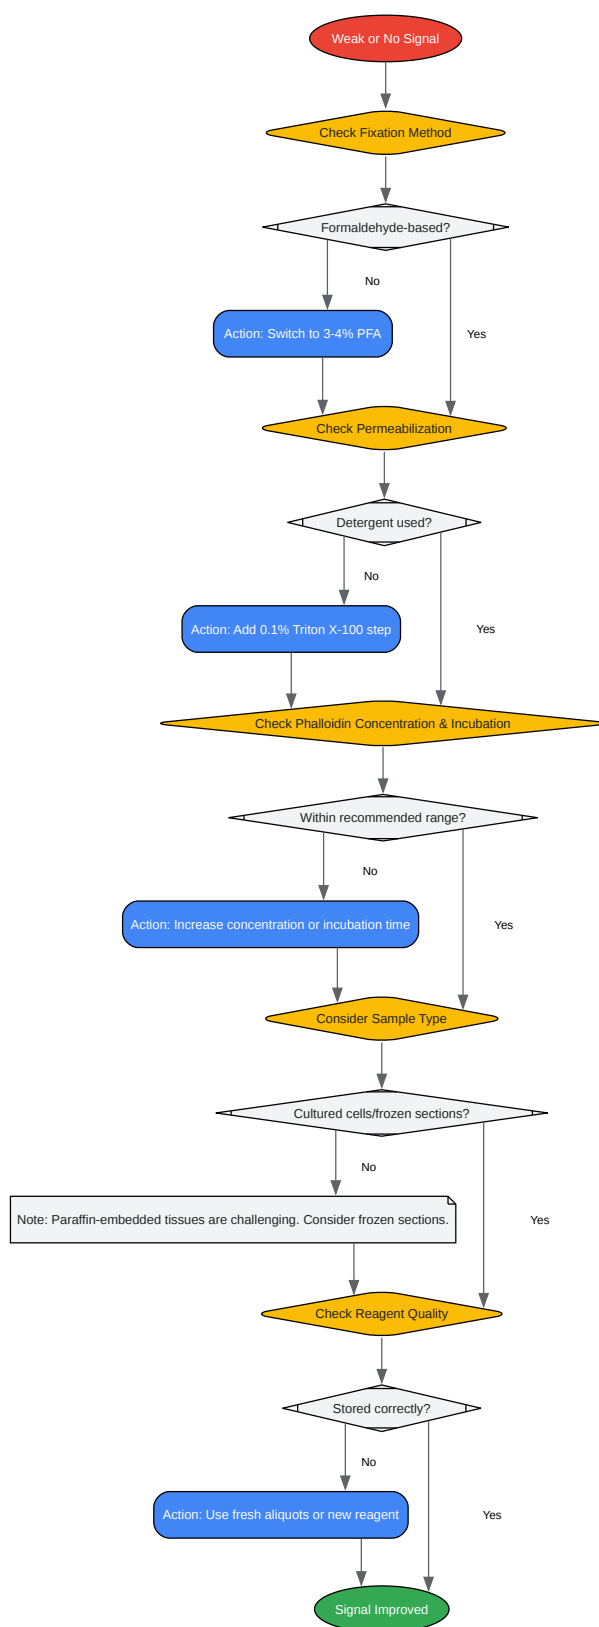 Weak or No Signal
Check Fixation Method
Formaldehyde-based?
No
Action: Switch to 3-4% PFA
Yes
Check Permeabilization
Detergent used?
No
Action: Add 0.1% Triton X-100 step
Yes
Check Phalloidin Concentration & Incubation
Within recommended range?
No
Action: Increase concentration or incubation time
Yes
Consider Sample Type
Cultured cells/frozen sections?
No
Note: Paraffin-embedded tissues are challenging. Consider frozen sections.
Yes
Check Reagent Quality
Stored correctly?
No
Action: Use fresh aliquots or new reagent
Yes
Signal Improved